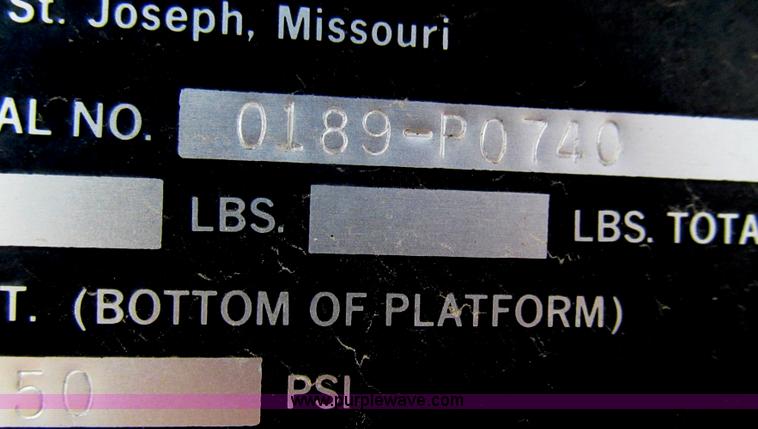 St. Joseph, Missouri
AL NO. 0189-P0740
LBS. LBS. TOTA
T. (BOTTOM OF PLATFORM)
50 PSI
www.purplewave.com